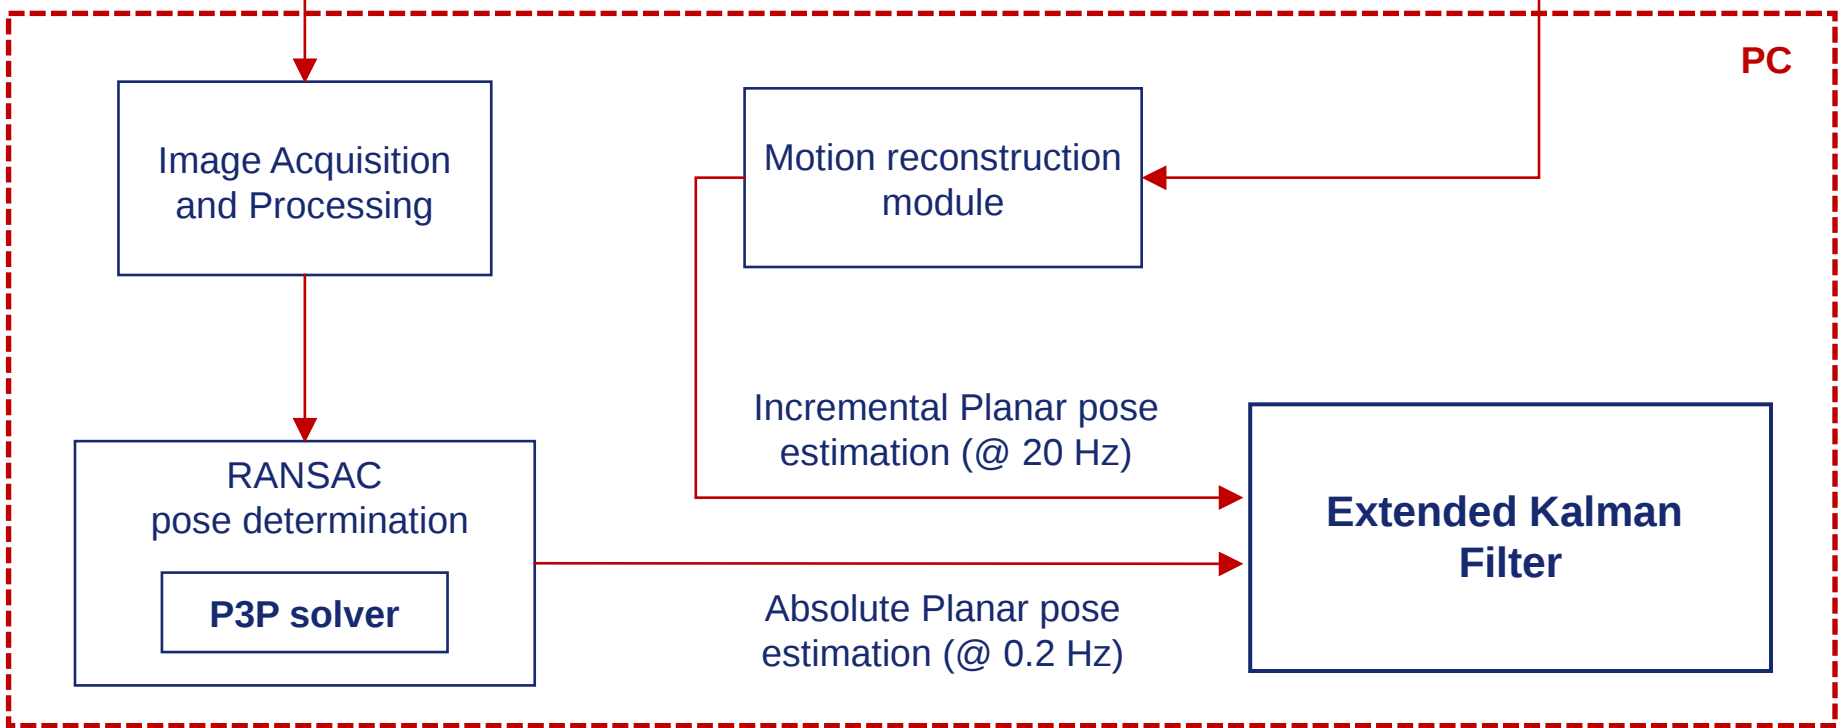 PC
Image Acquisition
and Processing
Motion reconstruction
module
Incremental Planar pose
estimation (@ 20 Hz)
RANSAC
pose determination
P3P solver
Extended Kalman
Filter
Absolute Planar pose
estimation (@ 0.2 Hz)